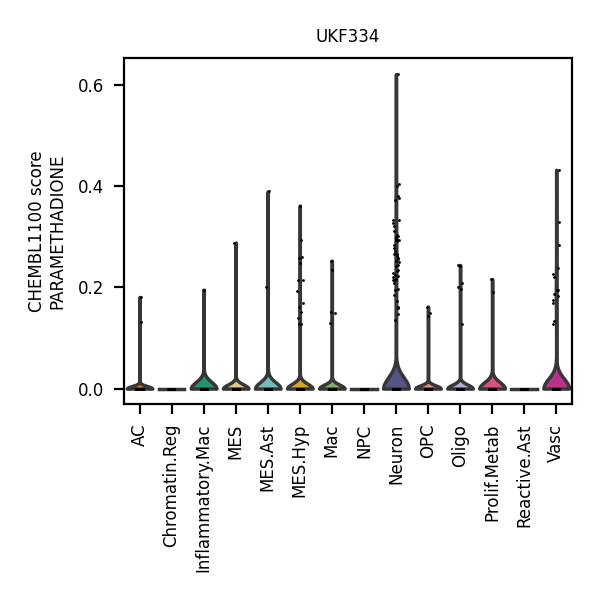 UKF334
CHEMBL1100 score
PARAMETHADIONE
0.6
0.4
0.2
0.0
AC
Chromatin.Reg
Inflammatory.Mac
MES
MES.Ast
MES.Hyp
Mac
NPC
Neuron
OPC
Oligo
Prolif.Metab
Reactive.Ast
Vasc